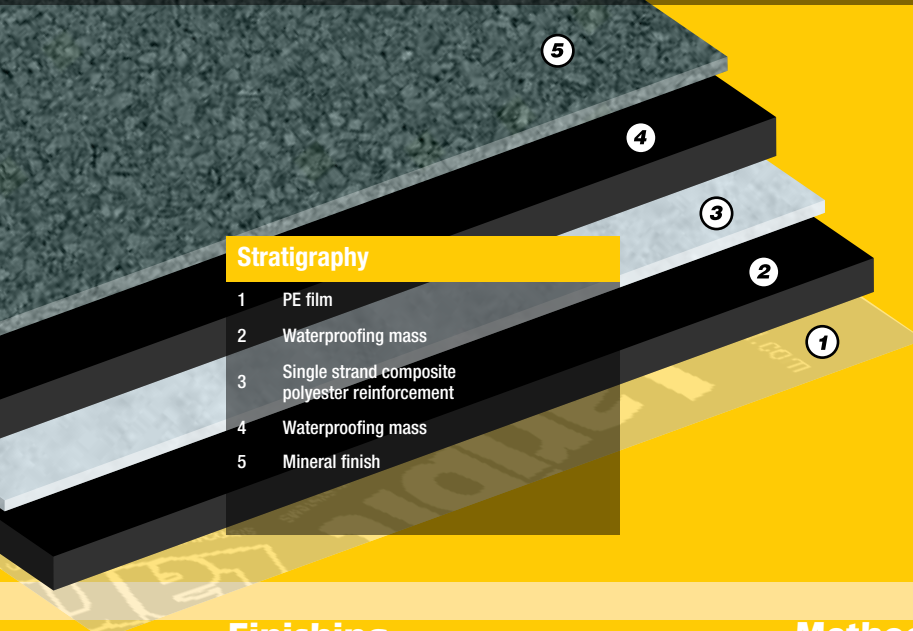 5
4
3
2
1
Stratigraphy
1 PE film
2 Waterproofing mass
3 Single strand composite
polyester reinforcement
4 Waterproofing mass
5 Mineral finish
.com